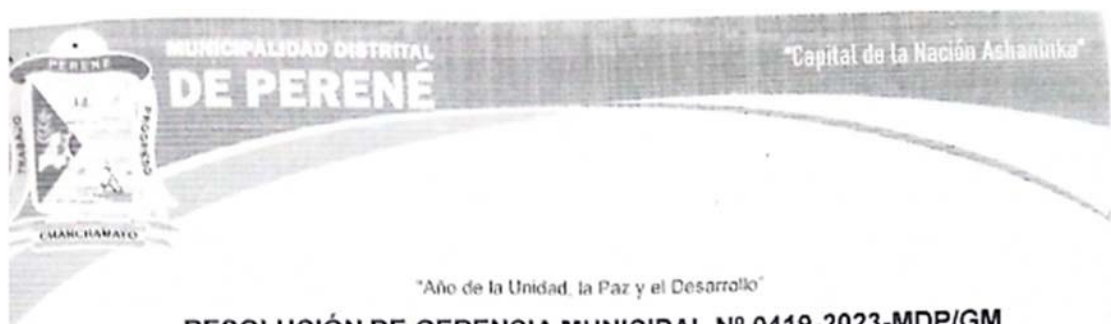 MUNICIPALIDAD DISTRITAL
DE PERENÉ
"Capital de la Nación Ashaninka"
PERENÉ
TRABAJO
PROGRESO
CHANCHAMAYO
"Año de la Unidad, la Paz y el Desarrollo"
RESOLUCIÓN DE GERENCIA MUNICIPAL Nº 0419-2023-MDP/GM